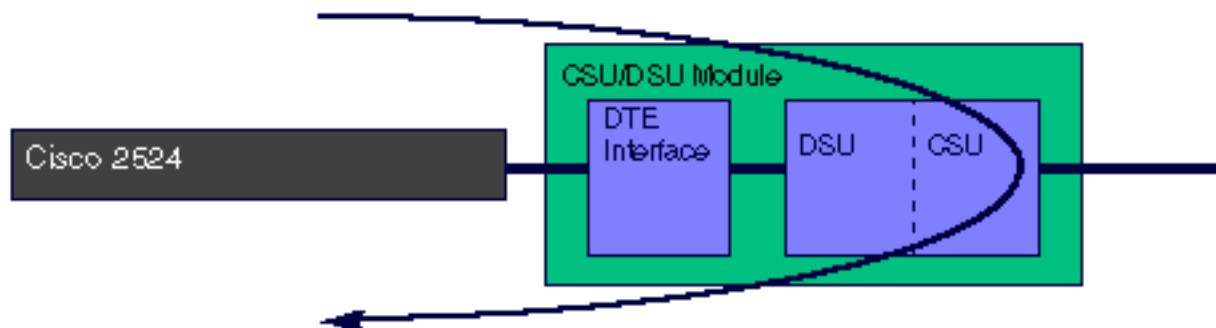 CSU/DSU Module
DTE
Interface
DSU
CSU
Cisco 2524